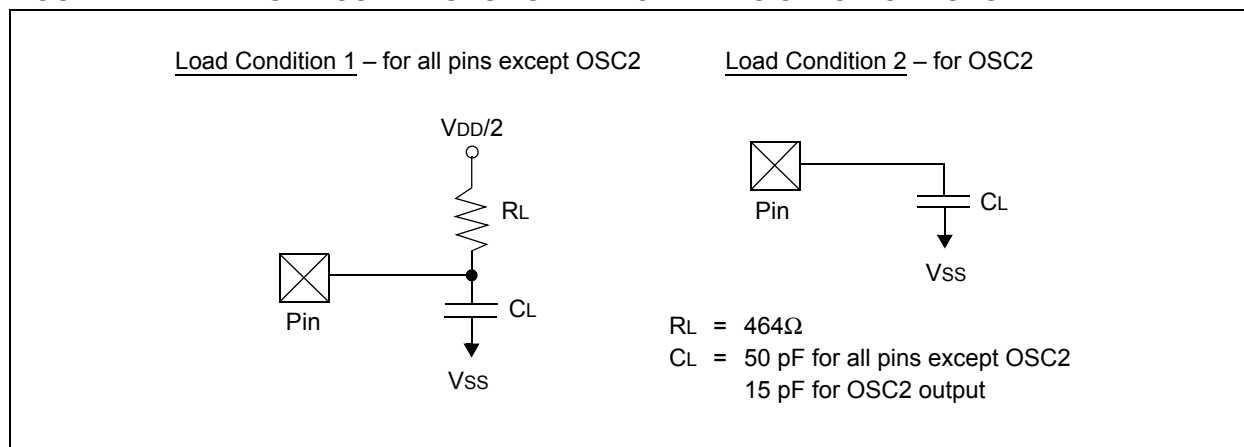 Load Condition 1 – for all pins except OSC2
VDD/2
RL
Pin
CL
VSS
Load Condition 2 – for OSC2
Pin
CL
VSS
RL = 464Ω
CL = 50 pF for all pins except OSC2
15 pF for OSC2 output